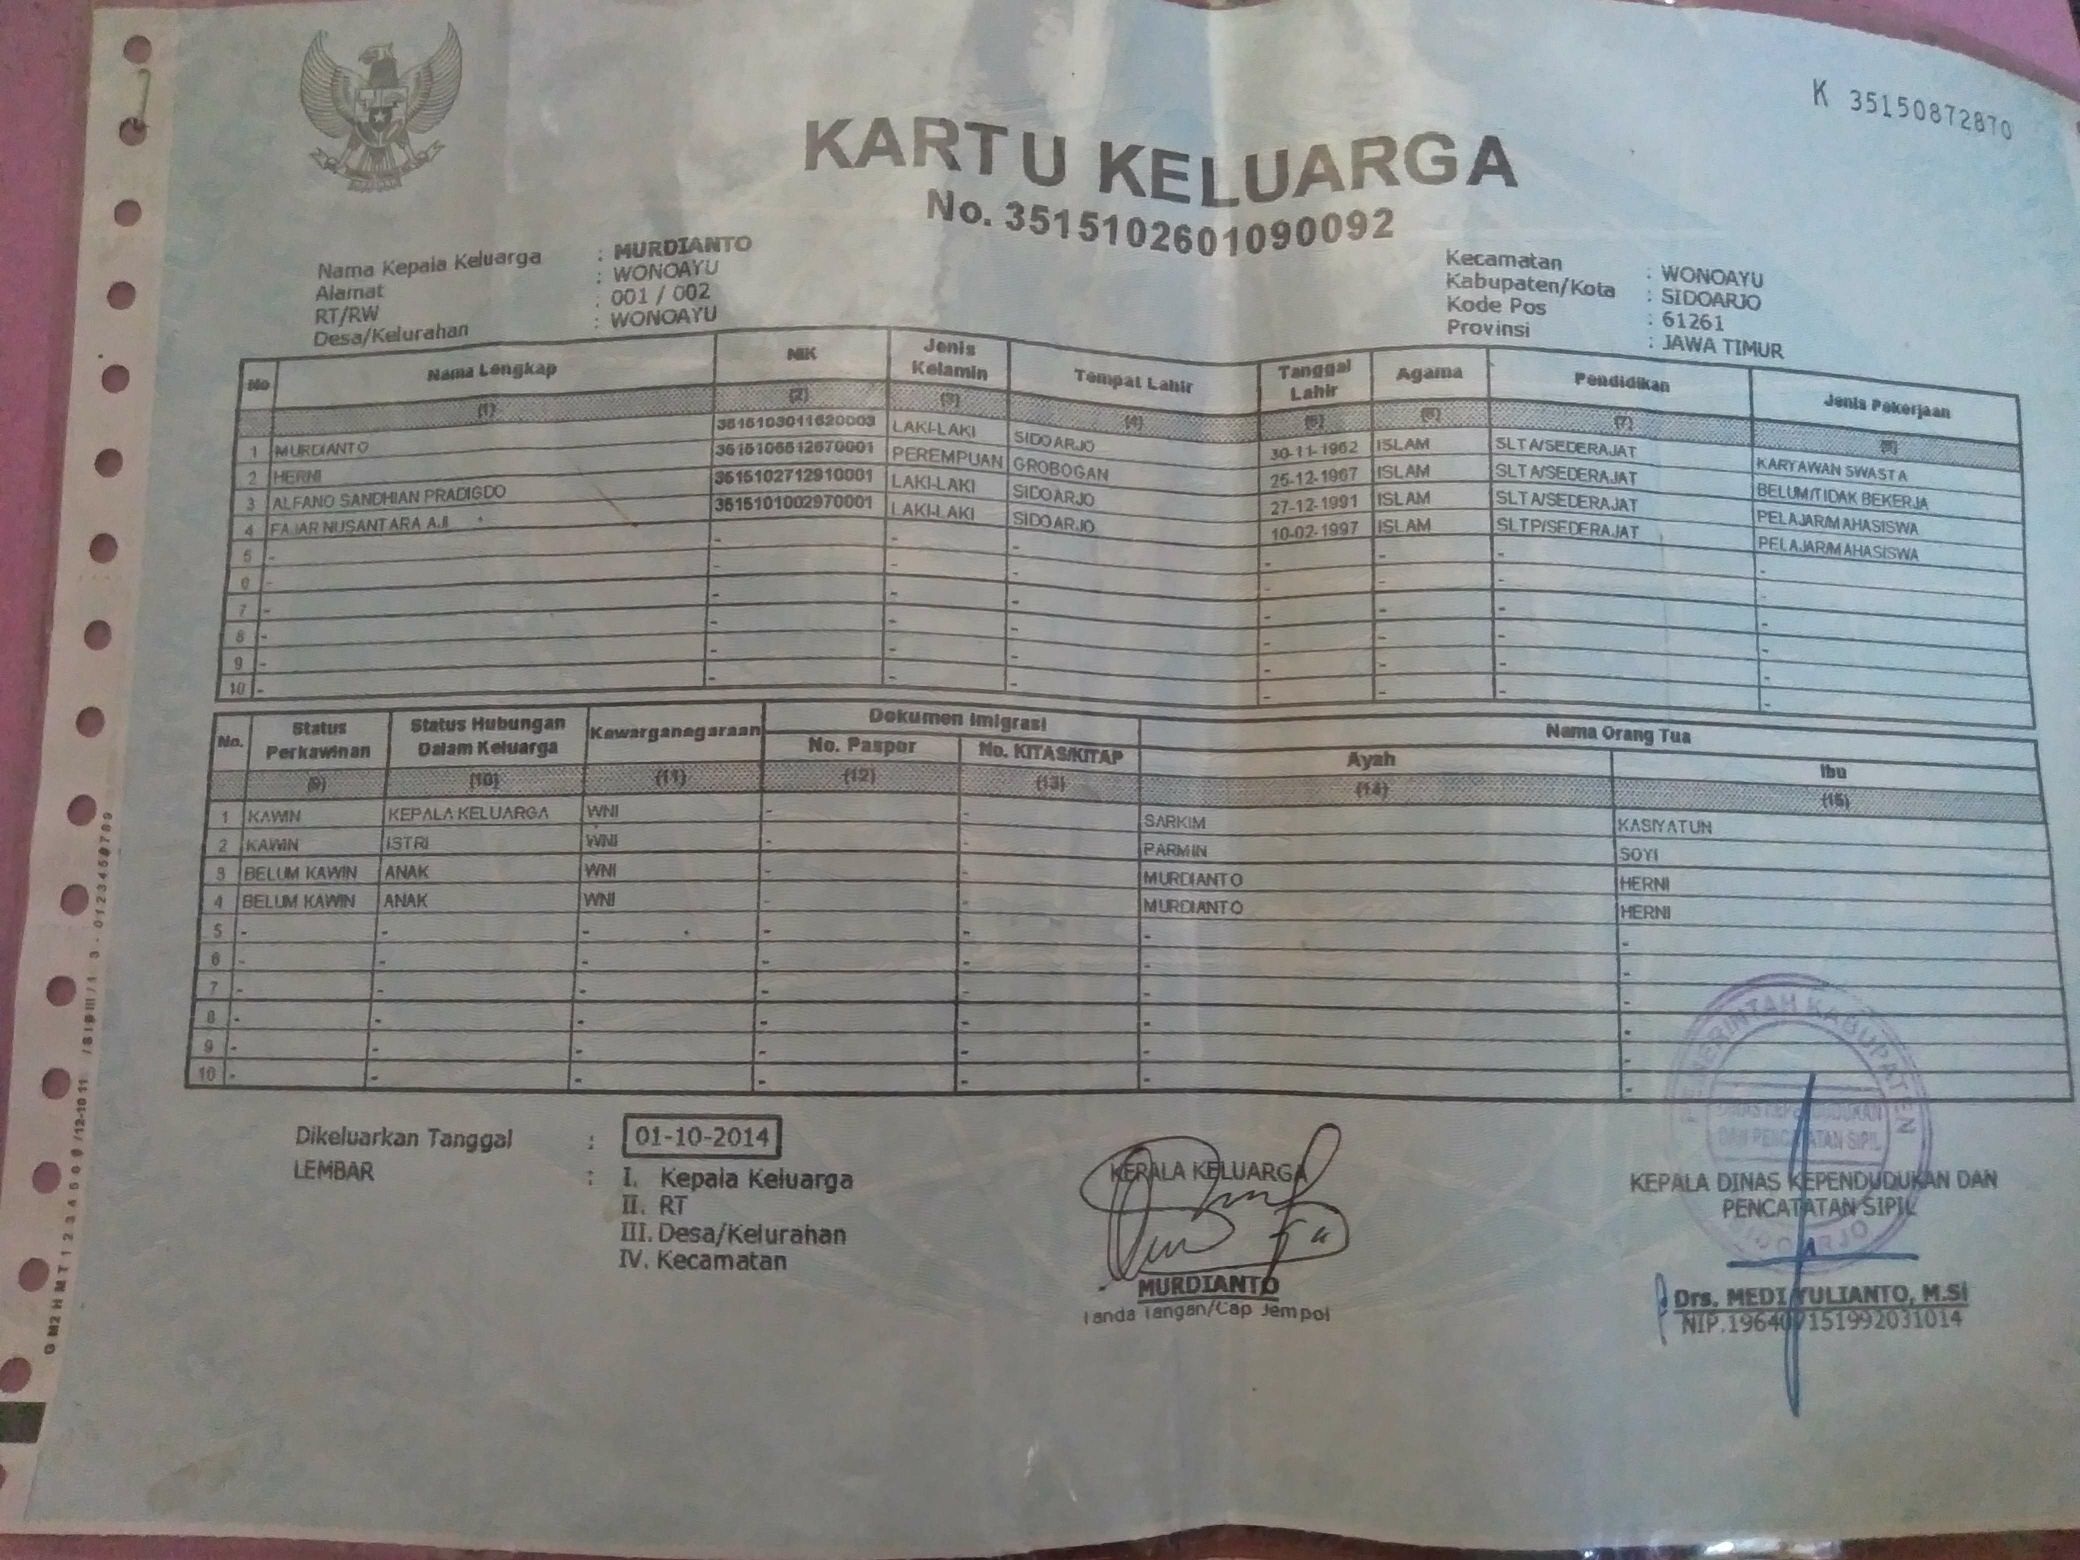 K 35150872870
KARTU KELUARGA
No. 3515102601090092
Nama Kepala Keluarga : MURDIANTO
Alamat : WONOAYU
RT/RW : 001 / 002
Desa/Kelurahan : WONOAYU
Kecamatan : WONOAYU
Kabupaten/Kota : SIDOARJO
Kode Pos : 61261
Provinsi : JAWA TIMUR
No Nama Lengkap NIK Jenis Kelamin Tempat Lahir Tanggal Lahir Agama Pendidikan Jenis Pekerjaan
(1) (2) (3) (4) (5) (6) (7) (8)
1 MURDIANTO 3515103011620003 LAKI-LAKI SIDOARJO 30-11-1962 ISLAM SLTA/SEDERAJAT KARYAWAN SWASTA
2 HERNI 3515106512670001 PEREMPUAN GROBOGAN 25-12-1967 ISLAM SLTA/SEDERAJAT BELUM/TIDAK BEKERJA
3 ALFANO SANDHIAN PRADIGDO 3515102712910001 LAKI-LAKI SIDOARJO 27-12-1991 ISLAM SLTA/SEDERAJAT PELAJAR/MAHASISWA
4 FAJAR NUSANTARA AJI 3515101002970001 LAKI-LAKI SIDOARJO 10-02-1997 ISLAM SLTP/SEDERAJAT PELAJAR/MAHASISWA
5 - - - - - - - -
6 - - - - - - - -
7 - - - - - - - -
8 - - - - - - - -
9 - - - - - - - -
10 - - - - - - - -
No. Status Perkawinan Status Hubungan Dalam Keluarga Kewarganegaraan Dokumen Imigrasi Nama Orang Tua
No. Paspor No. KITAS/KITAP Ayah Ibu
(9) (10) (11) (12) (13) (14) (15)
1 KAWIN KEPALA KELUARGA WNI - - SARKIM KASIYATUN
2 KAWIN ISTRI WNI - - PARMIN SOYI
3 BELUM KAWIN ANAK WNI - - MURDIANTO HERNI
4 BELUM KAWIN ANAK WNI - - MURDIANTO HERNI
5 - - - - - - -
6 - - - - - - -
7 - - - - - - -
8 - - - - - - -
9 - - - - - - -
10 - - - - - - -
Dikeluarkan Tanggal : 01-10-2014
LEMBAR : I. Kepala Keluarga
II. RT
III. Desa/Kelurahan
IV. Kecamatan
KEPALA KELUARGA
MURDIANTO
Tanda Tangan/Cap Jempol
PEMERINTAH KABUPATEN
DINAS KEPENDUDUKAN
DAN PENCATATAN SIPIL
SIDOARJO
KEPALA DINAS KEPENDUDUKAN DAN
PENCATATAN SIPIL
Drs. MEDI YULIANTO, M.Si
NIP.196407151992031014